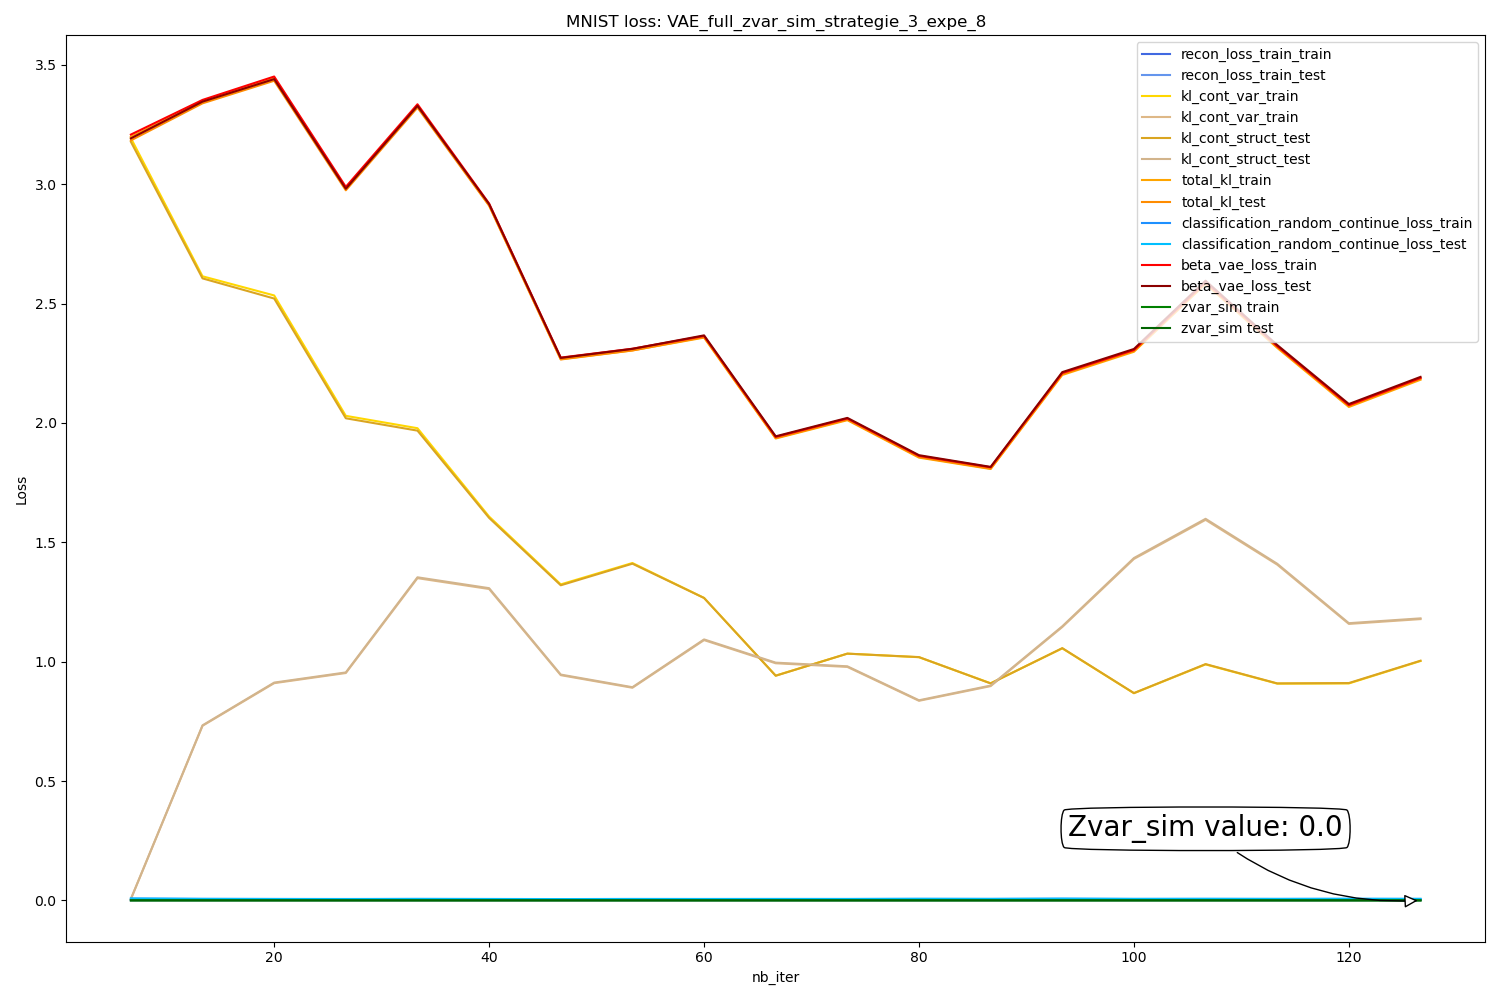 MNIST loss: VAE_full_zvar_sim_strategie_3_expe_8
recon_loss_train_train
recon_loss_train_test
kl_cont_var_train
kl_cont_var_train
kl_cont_struct_test
kl_cont_struct_test
total_kl_train
total_kl_test
classification_random_continue_loss_train
classification_random_continue_loss_test
beta_vae_loss_train
beta_vae_loss_test
zvar_sim train
zvar_sim test
3.5
3.0
2.5
2.0
1.5
1.0
0.5
0.0
Loss
Zvar_sim value: 0.0
20 40 60 80 100 120
nb_iter